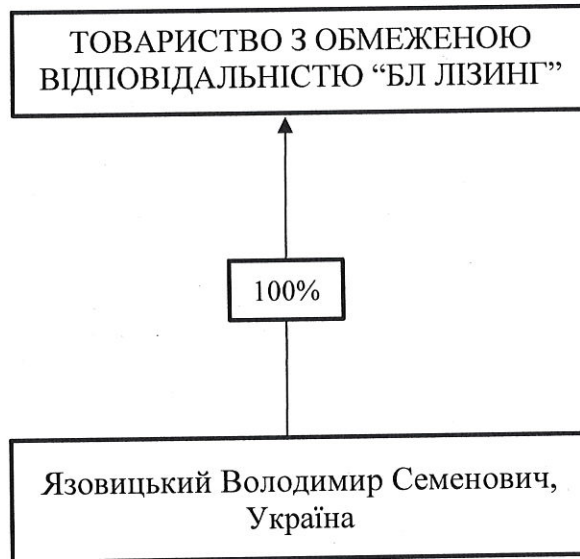 ТОВАРИСТВО З ОБМЕЖЕНОЮ
ВІДПОВІДАЛЬНІСТЮ “БЛ ЛІЗИНГ”
100%
Язовицький Володимир Семенович,
Україна